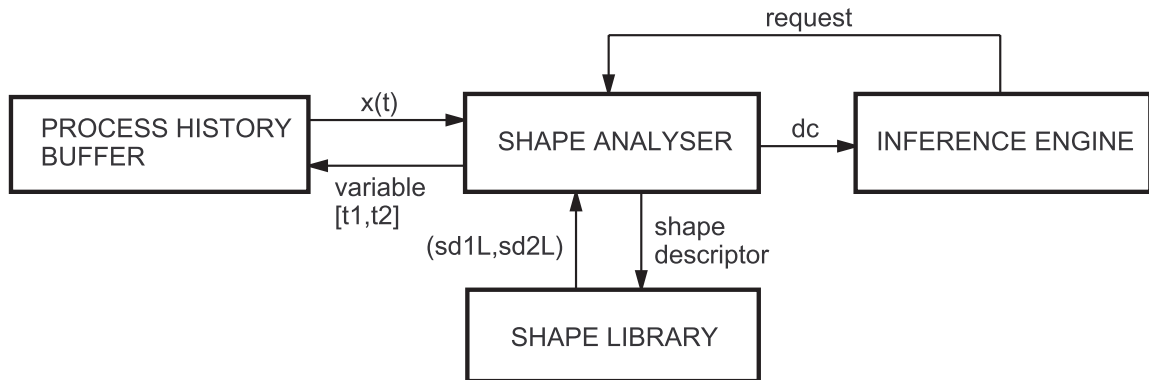 request
x(t)
PROCESS HISTORY
BUFFER
SHAPE ANALYSER
dc
INFERENCE ENGINE
variable
[t1,t2]
(sd1L,sd2L)
shape
descriptor
SHAPE LIBRARY